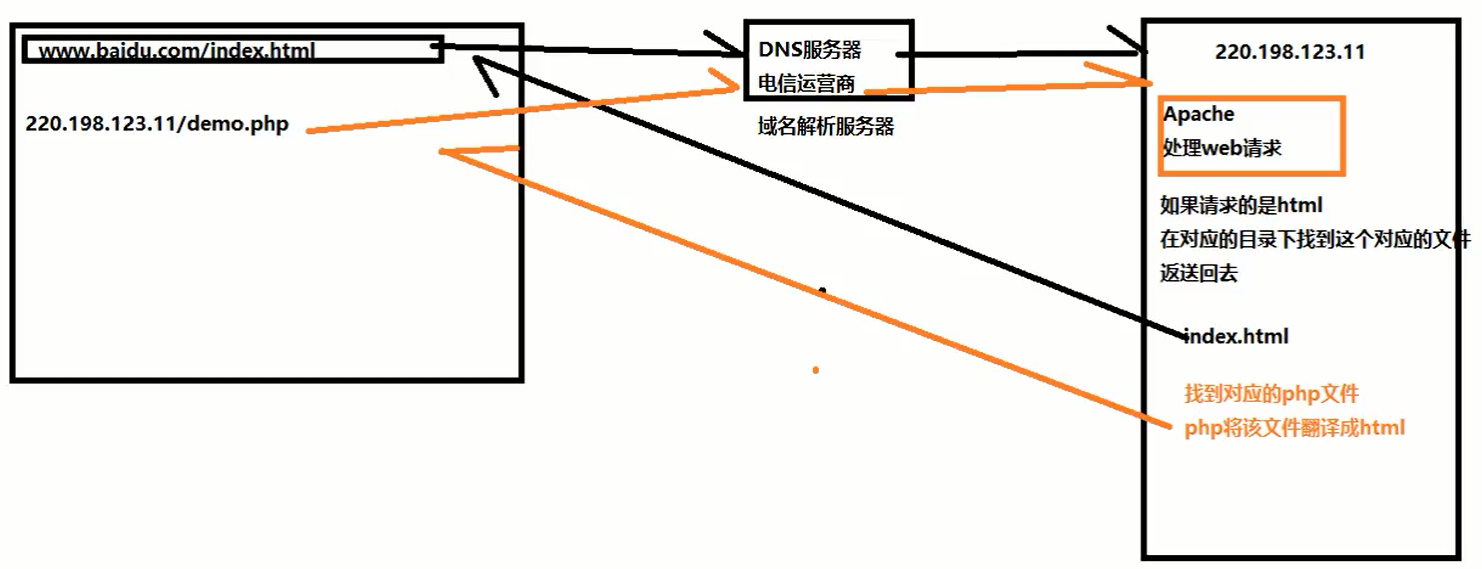 www.baidu.com/index.html
220.198.123.11/demo.php
DNS服务器
电信运营商
域名解析服务器
220.198.123.11
Apache
处理web请求
如果请求的是html
在对应的目录下找到这个对应的文件
返送回去
index.html
找到对应的php文件
php将该文件翻译成html